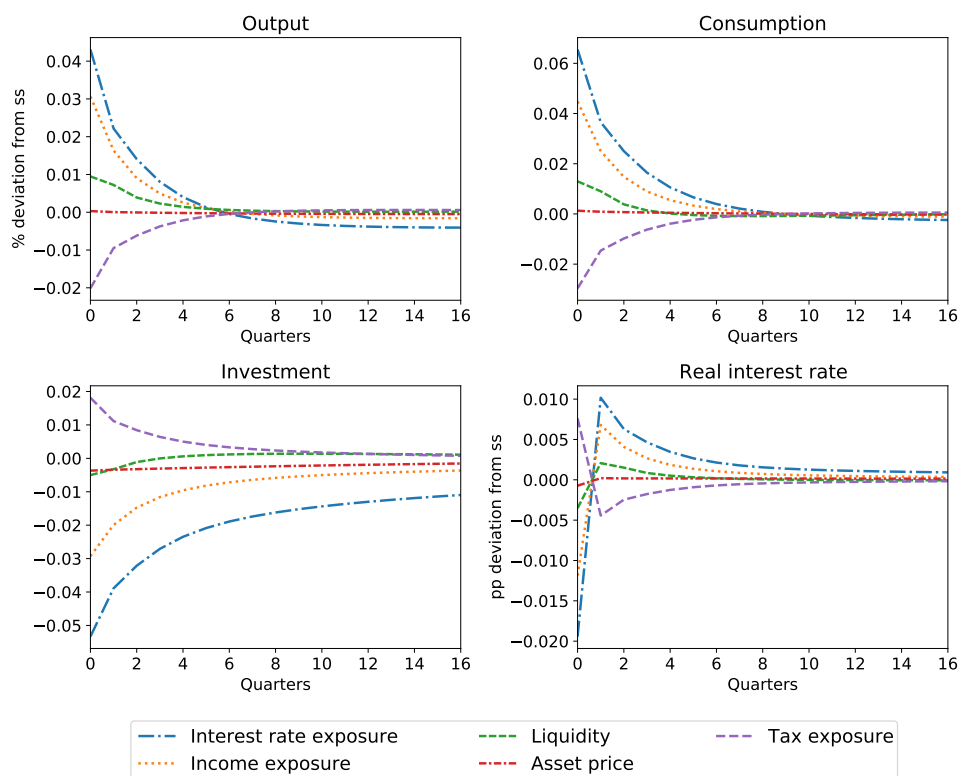 Output
Consumption
% deviation from ss
0.04
0.03
0.02
0.01
0.00
−0.01
−0.02
0 2 4 6 8 10 12 14 16
Quarters
0.06
0.04
0.02
0.00
−0.02
0 2 4 6 8 10 12 14 16
Quarters
Investment
Real interest rate
0.02
0.01
0.00
−0.01
−0.02
−0.03
−0.04
−0.05
0 2 4 6 8 10 12 14 16
Quarters
pp deviation from ss
0.010
0.005
0.000
−0.005
−0.010
−0.015
−0.020
0 2 4 6 8 10 12 14 16
Quarters
Interest rate exposure
Income exposure
Liquidity
Asset price
Tax exposure